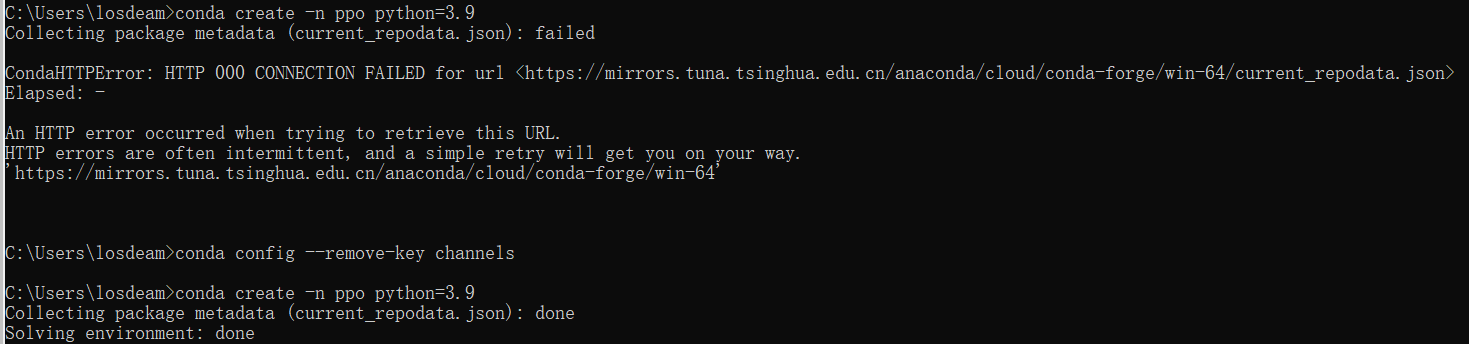 C:\Users\losdeam>conda create -n ppo python=3.9
Collecting package metadata (current_repodata.json): failed
CondaHTTPError: HTTP 000 CONNECTION FAILED for url <https://mirrors.tuna.tsinghua.edu.cn/anaconda/cloud/conda-forge/win-64/current_repodata.json>
Elapsed: -
An HTTP error occurred when trying to retrieve this URL.
HTTP errors are often intermittent, and a simple retry will get you on your way.
'https://mirrors.tuna.tsinghua.edu.cn/anaconda/cloud/conda-forge/win-64'
C:\Users\losdeam>conda config --remove-key channels
C:\Users\losdeam>conda create -n ppo python=3.9
Collecting package metadata (current_repodata.json): done
Solving environment: done